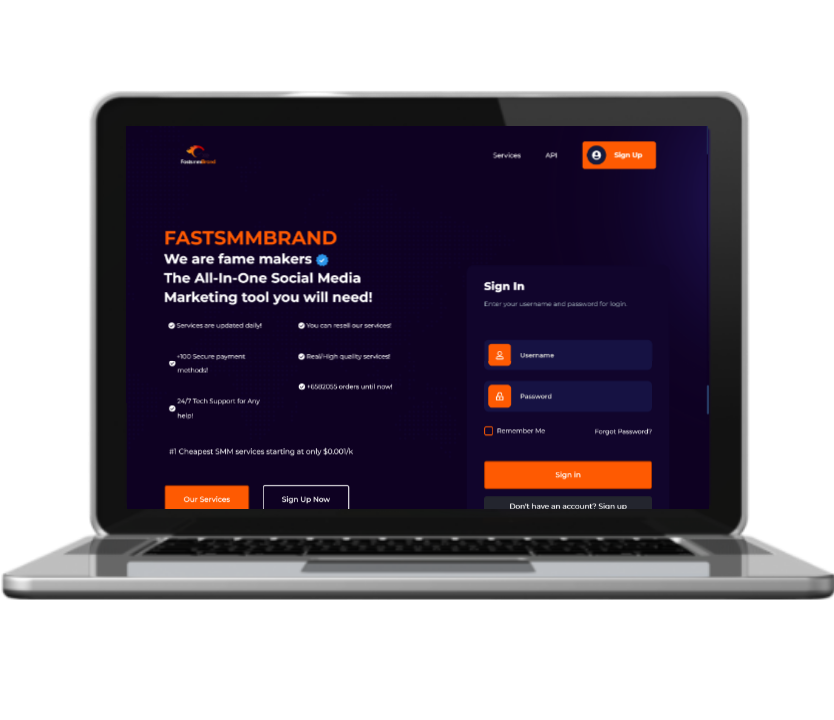 FastsmmBrand
Services
API
Sign Up
FASTSMMBRAND
We are fame makers
The All-In-One Social Media
Marketing tool you will need!
Services are updated daily!
You can resell our services!
+100 Secure payment
methods!
Real/High quality services!
24/7 Tech Support for Any
help!
+6582055 orders until now!
#1 Cheapest SMM services starting at only $0.001/k
Our Services
Sign Up Now
Sign In
Enter your username and password for login.
Username
Password
Remember Me
Forgot Password?
Sign In
Don't have an account? Sign up